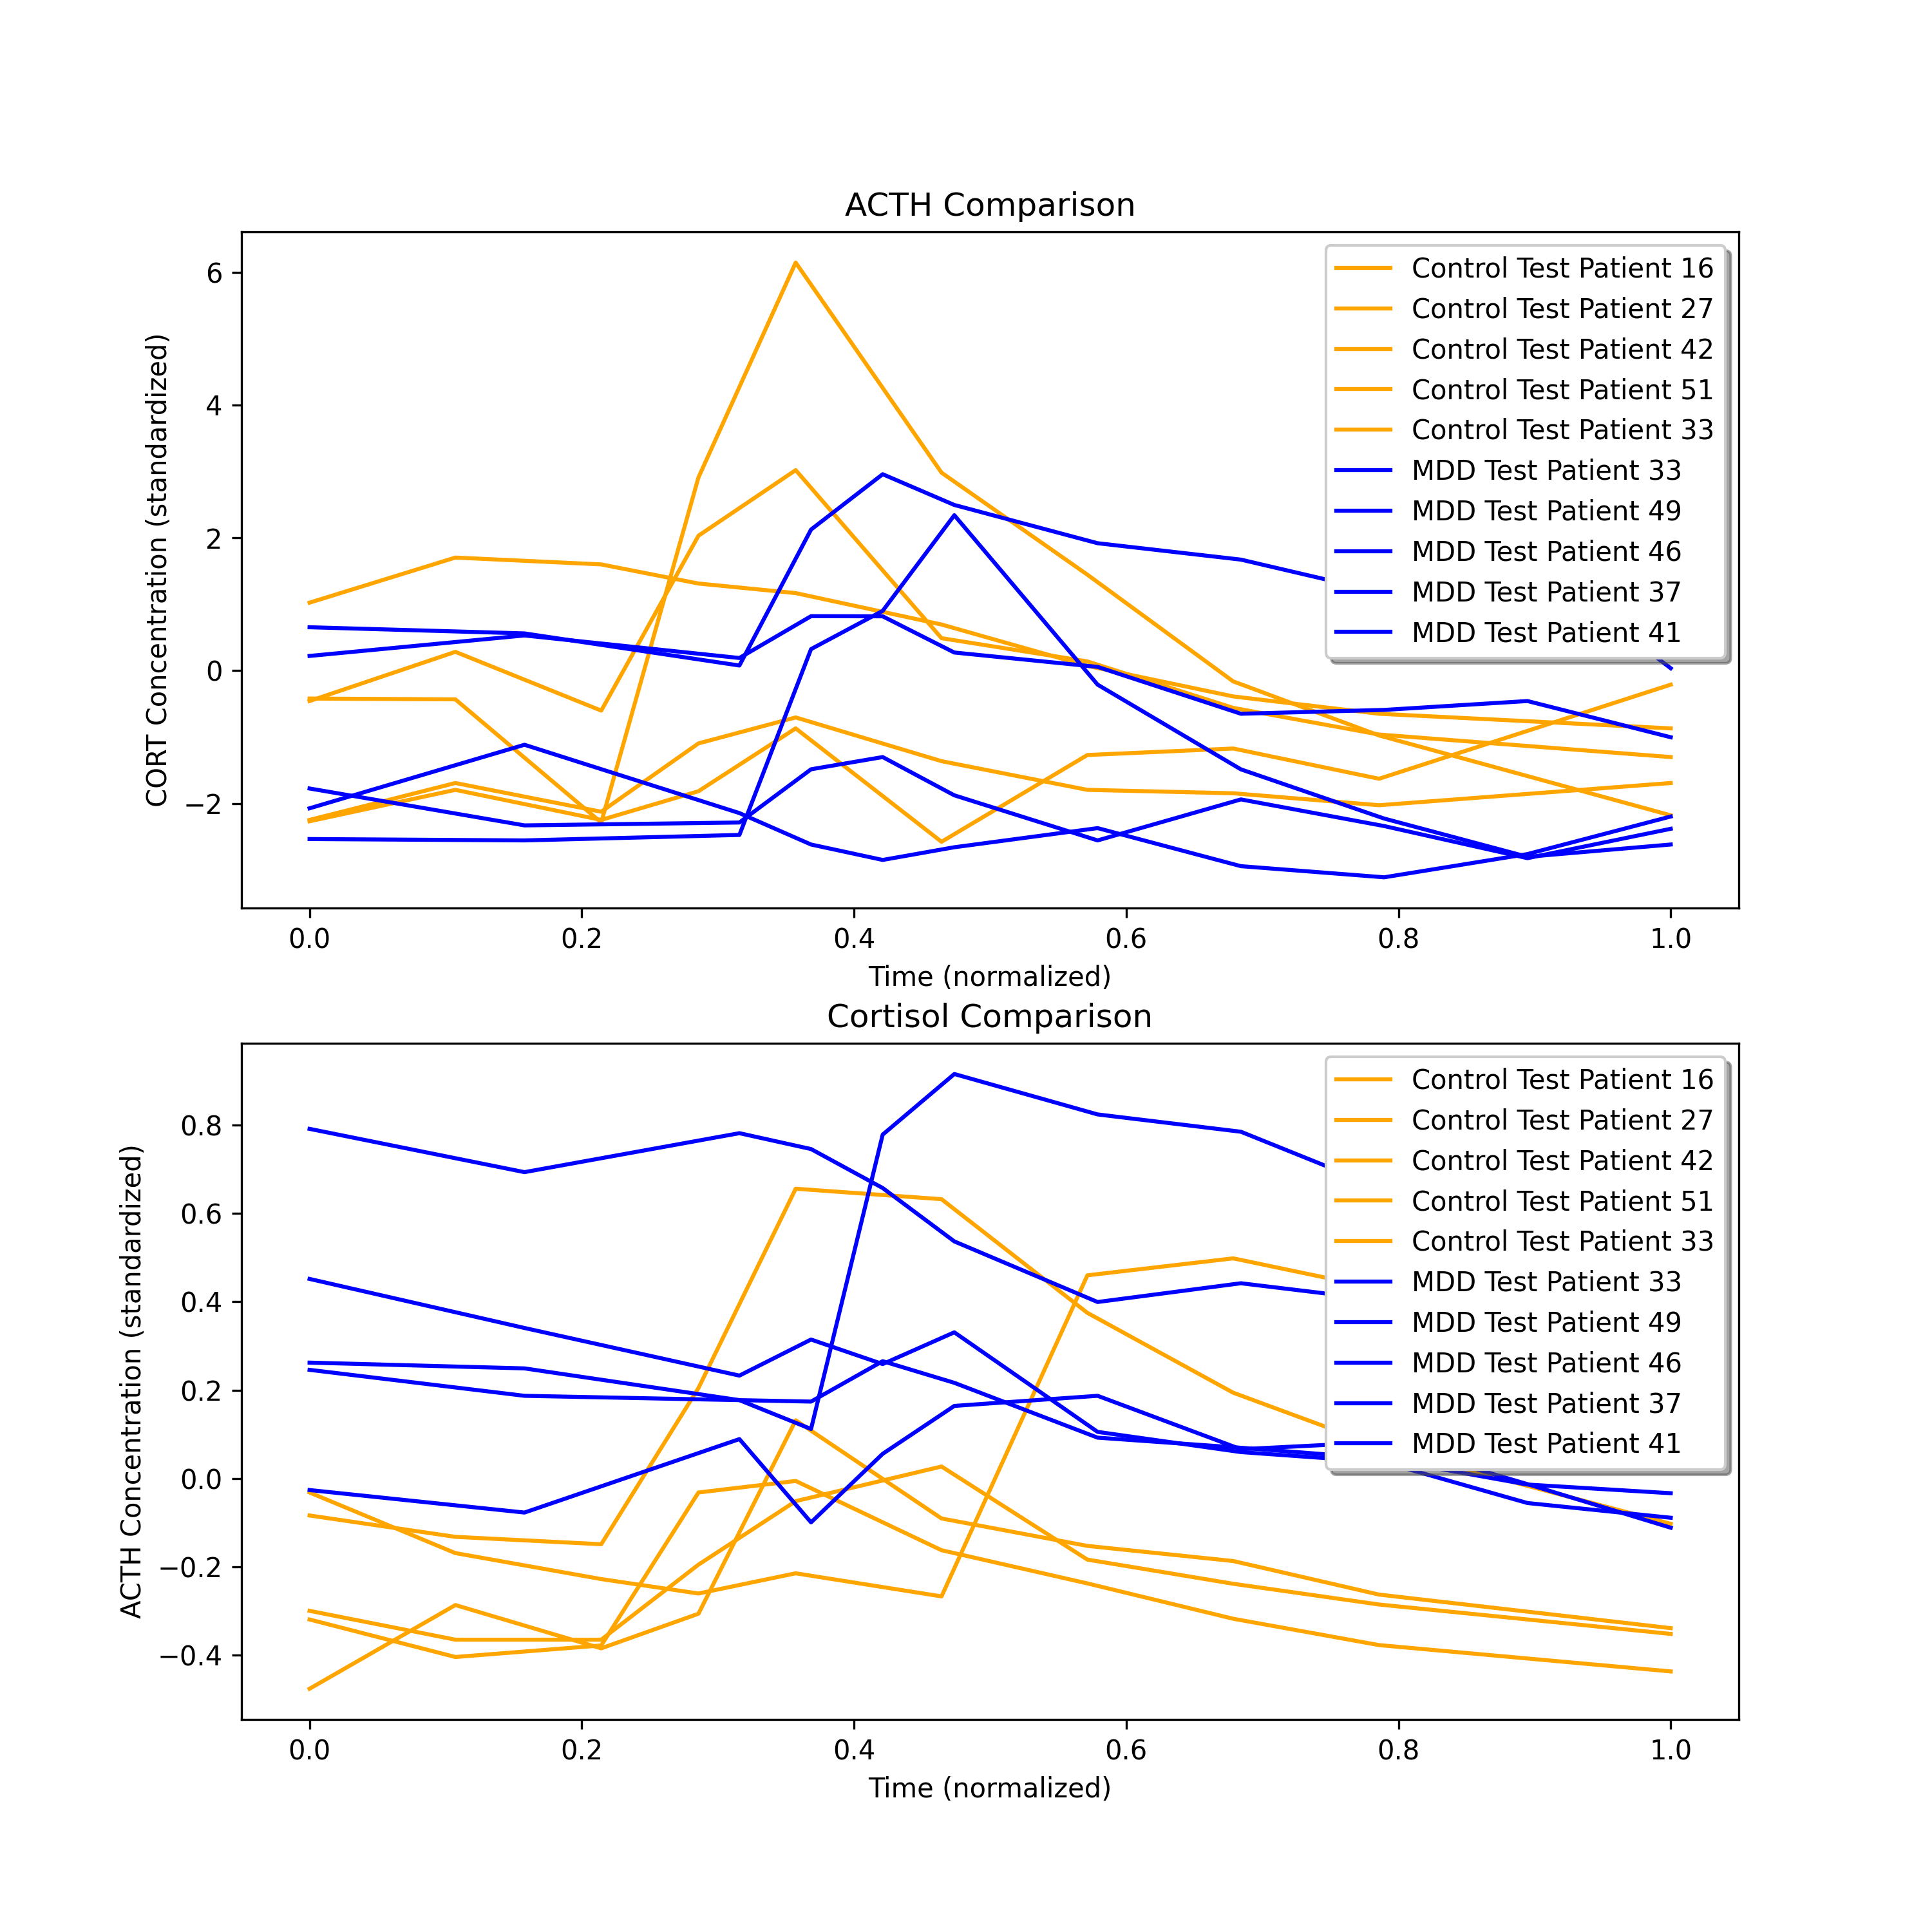 ACTH Comparison
CORT Concentration (standardized)
6
4
2
0
−2
Control Test Patient 16
Control Test Patient 27
Control Test Patient 42
Control Test Patient 51
Control Test Patient 33
MDD Test Patient 33
MDD Test Patient 49
MDD Test Patient 46
MDD Test Patient 37
MDD Test Patient 41
0.0 0.2 0.4 0.6 0.8 1.0
Time (normalized)
Cortisol Comparison
ACTH Concentration (standardized)
0.8
0.6
0.4
0.2
0.0
−0.2
−0.4
Control Test Patient 16
Control Test Patient 27
Control Test Patient 42
Control Test Patient 51
Control Test Patient 33
MDD Test Patient 33
MDD Test Patient 49
MDD Test Patient 46
MDD Test Patient 37
MDD Test Patient 41
0.0 0.2 0.4 0.6 0.8 1.0
Time (normalized)